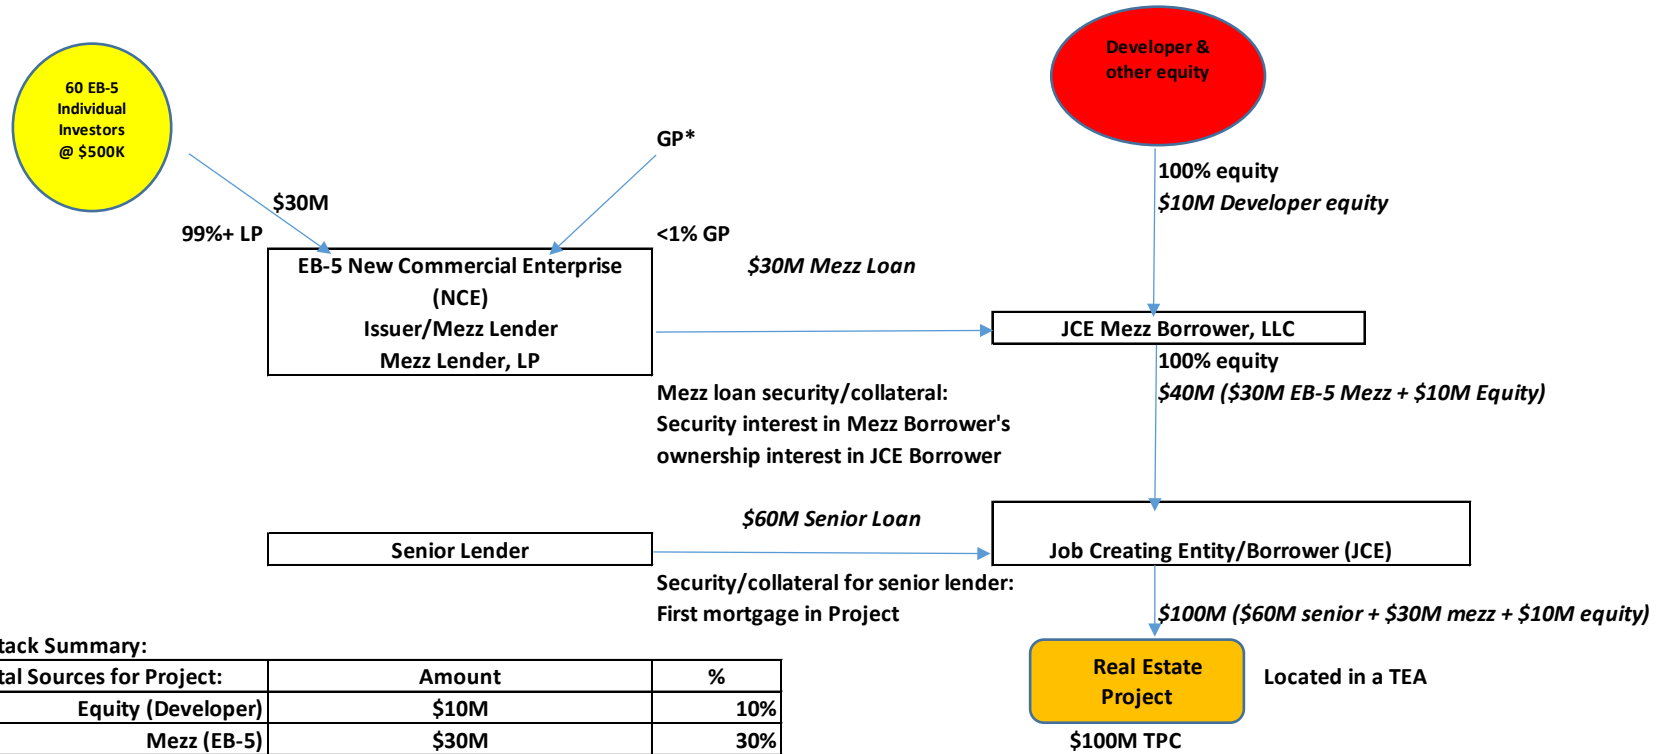 Developer &
other equity
60 EB-5
Individual
Investors
@ $500K
GP*
100% equity
$10M Developer equity
$30M
99%+ LP
<1% GP
$30M Mezz Loan
EB-5 New Commercial Enterprise
(NCE)
Issuer/Mezz Lender
Mezz Lender, LP
JCE Mezz Borrower, LLC
100% equity
$40M ($30M EB-5 Mezz + $10M Equity)
Mezz loan security/collateral:
Security interest in Mezz Borrower's
ownership interest in JCE Borrower
$60M Senior Loan
Senior Lender
Job Creating Entity/Borrower (JCE)
Security/collateral for senior lender:
First mortgage in Project
$100M ($60M senior + $30M mezz + $10M equity)
Real Estate
Project
Located in a TEA
$100M TPC
tack Summary:
tal Sources for Project: Amount %
Equity (Developer) $10M 10%
Mezz (EB-5) $30M 30%